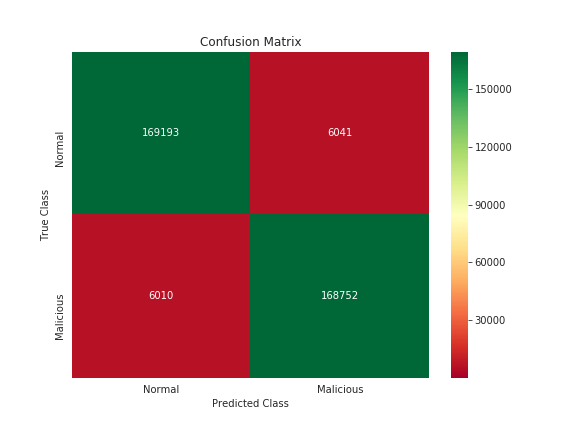 Confusion Matrix
True Class
Normal
169193
6041
Malicious
6010
168752
Normal
Malicious
Predicted Class
150000
120000
90000
60000
30000